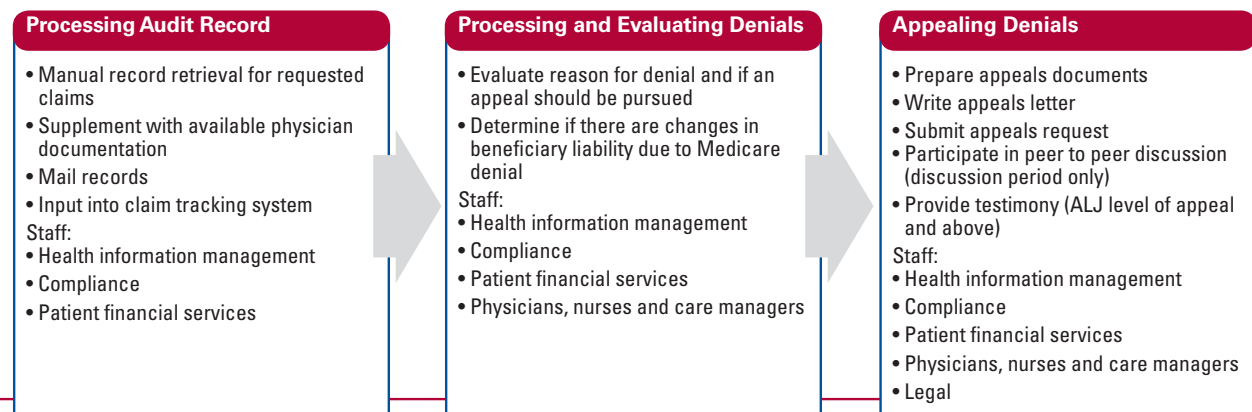 Processing Audit Record
• Manual record retrieval for requested
claims
• Supplement with available physician
documentation
• Mail records
• Input into claim tracking system
Staff:
• Health information management
• Compliance
• Patient financial services
Processing and Evaluating Denials
• Evaluate reason for denial and if an
appeal should be pursued
• Determine if there are changes in
beneficiary liability due to Medicare
denial
Staff:
• Health information management
• Compliance
• Patient financial services
• Physicians, nurses and care managers
Appealing Denials
• Prepare appeals documents
• Write appeals letter
• Submit appeals request
• Participate in peer to peer discussion
(discussion period only)
• Provide testimony (ALJ level of appeal
and above)
Staff:
• Health information management
• Compliance
• Patient financial services
• Physicians, nurses and care managers
• Legal